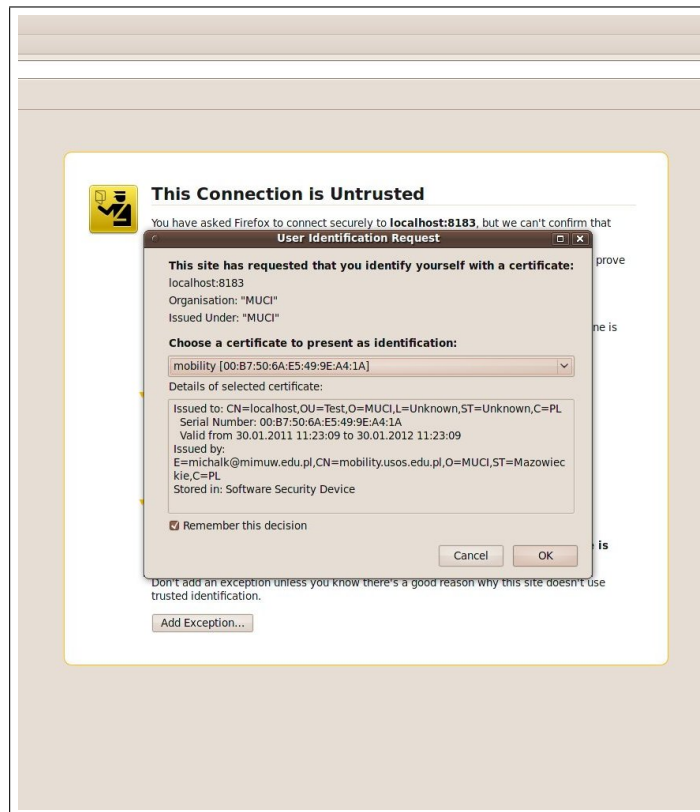 This Connection is Untrusted
You have asked Firefox to connect securely to localhost:8183, but we can't confirm that
User Identification Request
prove
This site has requested that you identify yourself with a certificate:
localhost:8183
Organisation: "MUCI"
Issued Under: "MUCI"
ne is
Choose a certificate to present as identification:
mobility [00:B7:50:6A:E5:49:9E:A4:1A]
Details of selected certificate:
Issued to: CN=localhost,OU=Test,O=MUCI,L=Unknown,ST=Unknown,C=PL
Serial Number: 00:B7:50:6A:E5:49:9E:A4:1A
Valid from 30.01.2011 11:23:09 to 30.01.2012 11:23:09
Issued by:
E=michalk@mimuw.edu.pl,CN=mobility.usos.edu.pl,O=MUCI,ST=Mazowiec
kie,C=PL
Stored in: Software Security Device
Remember this decision
is
Cancel OK
Don't add an exception unless you know there's a good reason why this site doesn't use
trusted identification.
Add Exception...